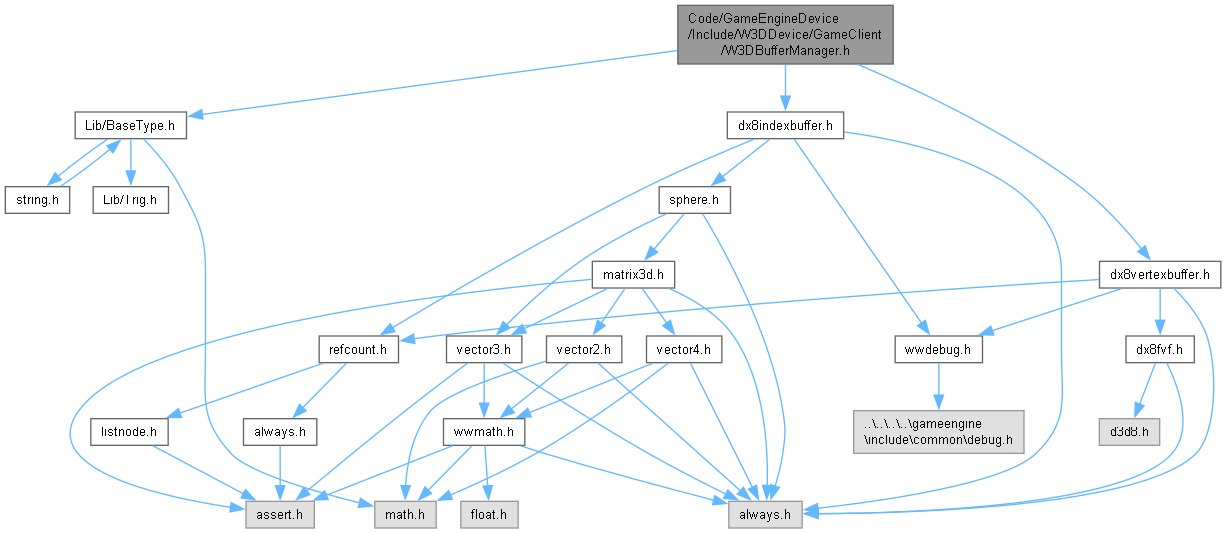 Code/GameEngineDevice
/Include/W3DDevice/GameClient
/W3DBufferManager.h
Lib/BaseType.h
dx8indexbuffer.h
string.h
Lib/Trig.h
sphere.h
matrix3d.h
dx8vertexbuffer.h
refcount.h
vector3.h
vector2.h
vector4.h
wwdebug.h
dx8fvf.h
listnode.h
always.h
wwmath.h
..\..\..\..\gameengine
\include\common\debug.h
d3d8.h
assert.h
math.h
float.h
always.h